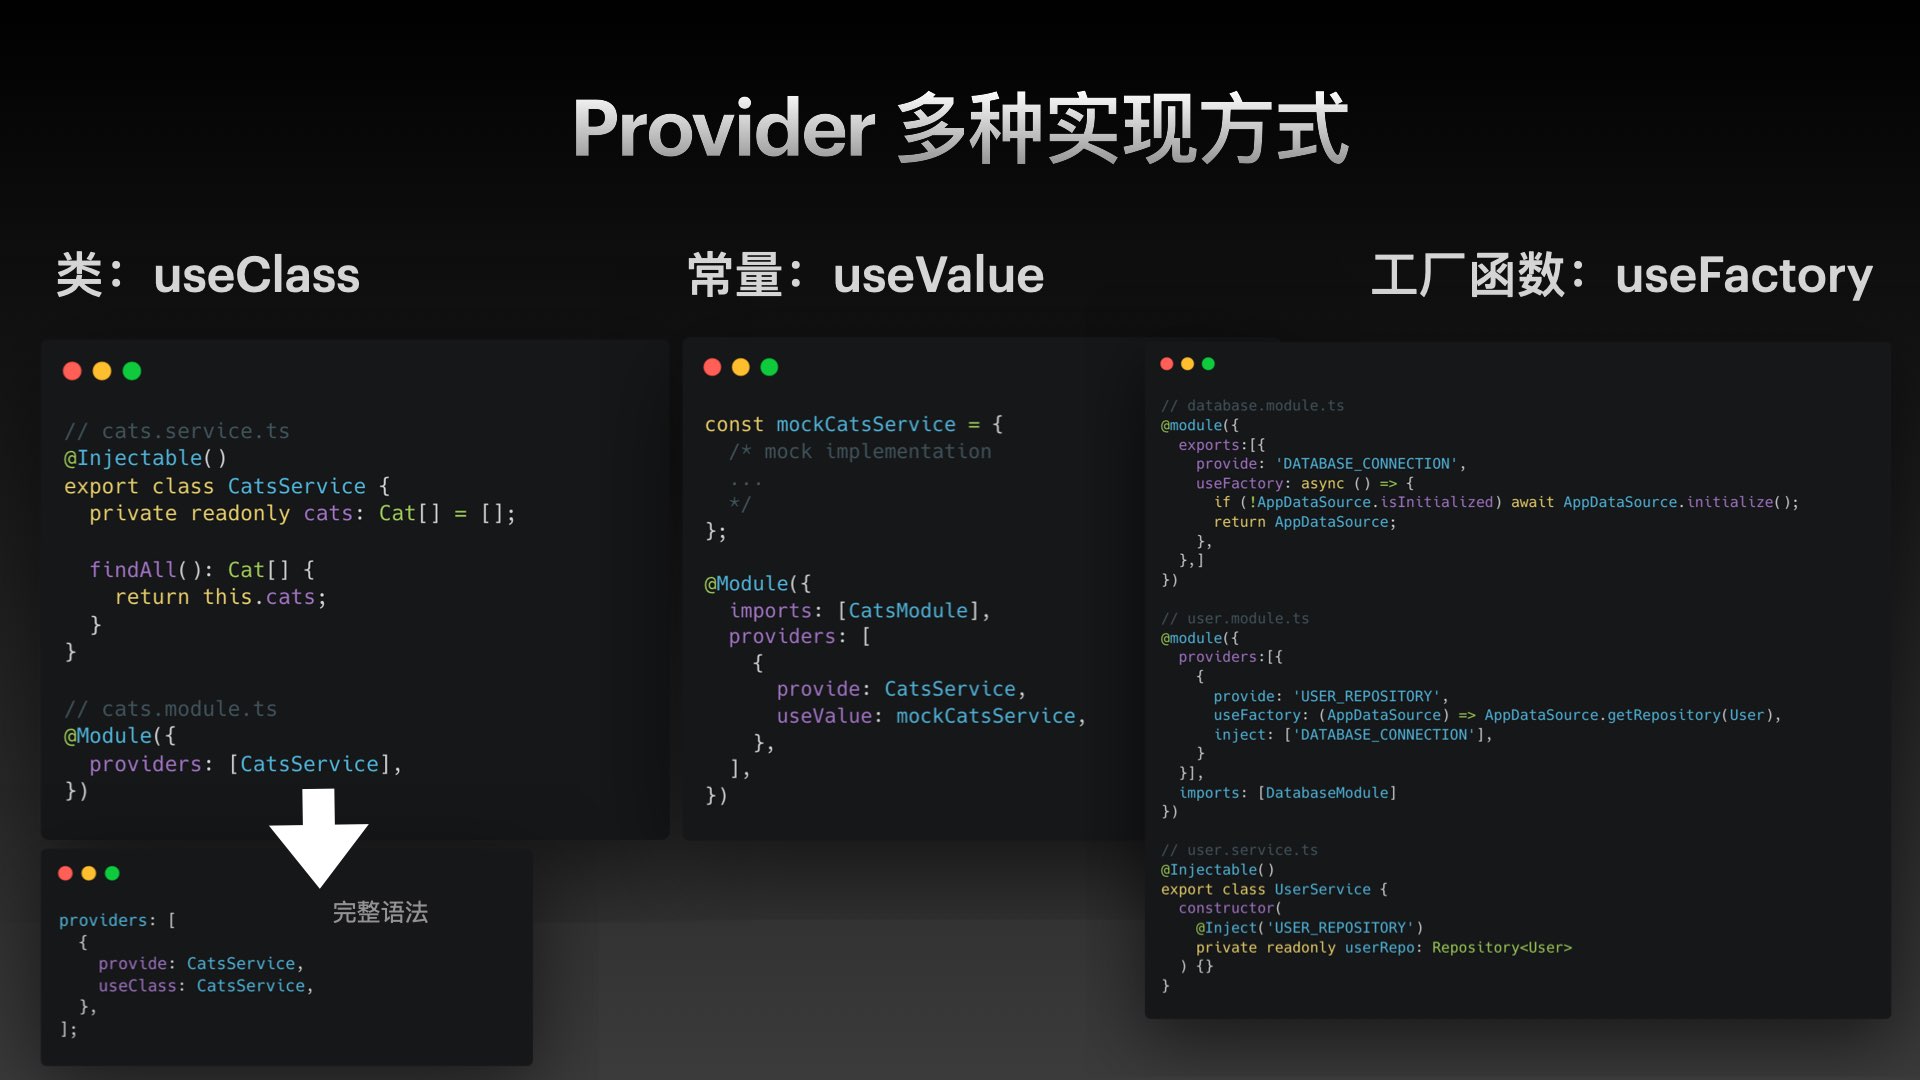 Provider 多种实现方式
类：useClass
// cats.service.ts
@Injectable()
export class CatsService {
  private readonly cats: Cat[] = [];

  findAll(): Cat[] {
    return this.cats;
  }
}

// cats.module.ts
@Module({
  providers: [CatsService],
})
完整语法
providers: [
  {
    provide: CatsService,
    useClass: CatsService,
  },
];
常量：useValue
const mockCatsService = {
  /* mock implementation
  ...
  */
};

@Module({
  imports: [CatsModule],
  providers: [
    {
      provide: CatsService,
      useValue: mockCatsService,
    },
  ],
})
工厂函数：useFactory
// database.module.ts
@module({
  exports:[{
    provide: 'DATABASE_CONNECTION',
    useFactory: async () => {
      if (!AppDataSource.isInitialized) await AppDataSource.initialize();
      return AppDataSource;
    },
  },]
})

// user.module.ts
@module({
  providers:[{
    {
      provide: 'USER_REPOSITORY',
      useFactory: (AppDataSource) => AppDataSource.getRepository(User),
      inject: ['DATABASE_CONNECTION'],
    }
  }],
  imports: [DatabaseModule]
})

// user.service.ts
@Injectable()
export class UserService {
  constructor(
    @Inject('USER_REPOSITORY')
    private readonly userRepo: Repository<User>
  ) {}
}